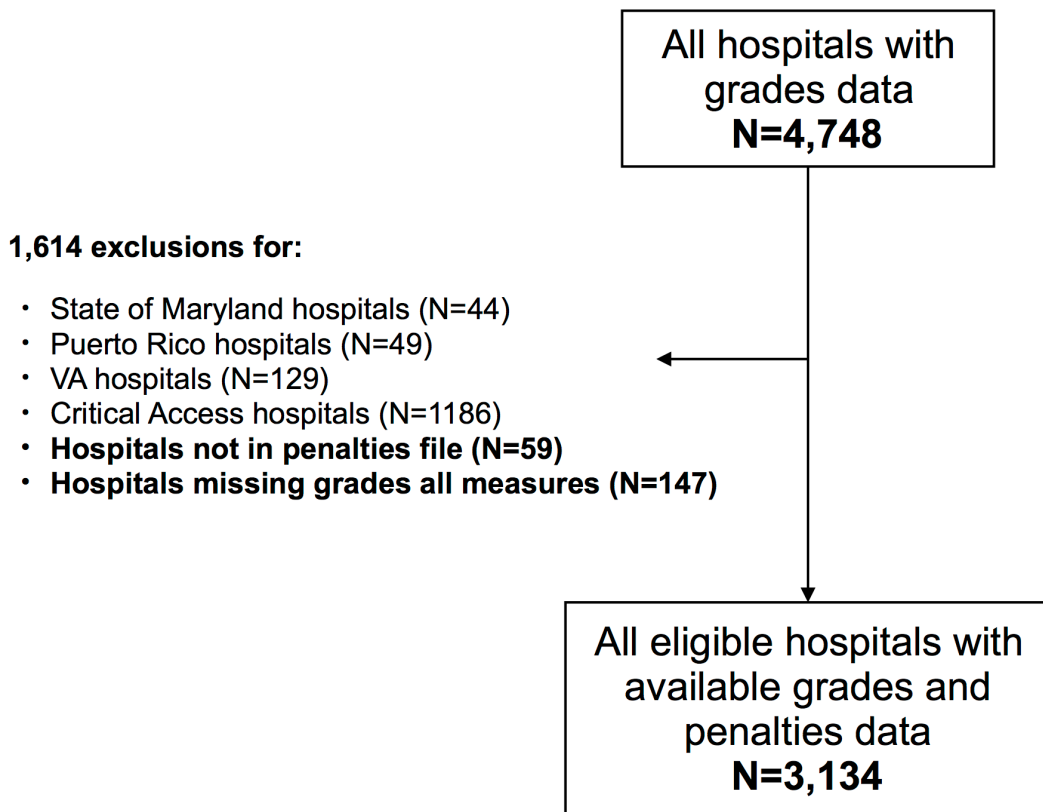 All hospitals with
grades data
N=4,748
1,614 exclusions for:
· State of Maryland hospitals (N=44)
· Puerto Rico hospitals (N=49)
· VA hospitals (N=129)
· Critical Access hospitals (N=1186)
· Hospitals not in penalties file (N=59)
· Hospitals missing grades all measures (N=147)
All eligible hospitals with
available grades and
penalties data
N=3,134